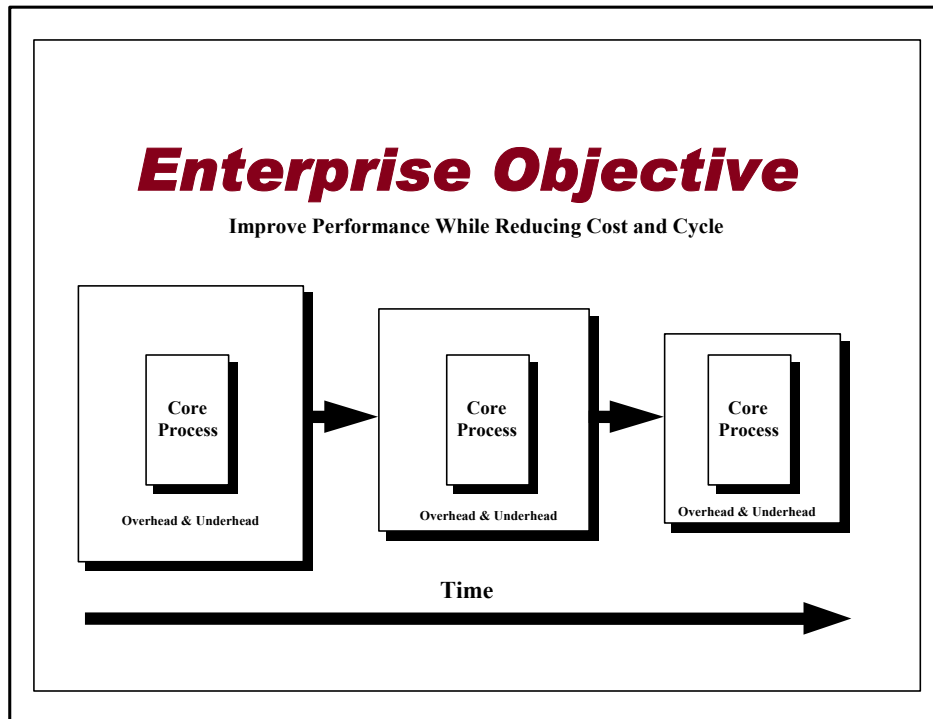 Enterprise Objective
Improve Performance While Reducing Cost and Cycle
Core
Process
Overhead & Underhead
Core
Process
Overhead & Underhead
Core
Process
Overhead & Underhead
Time